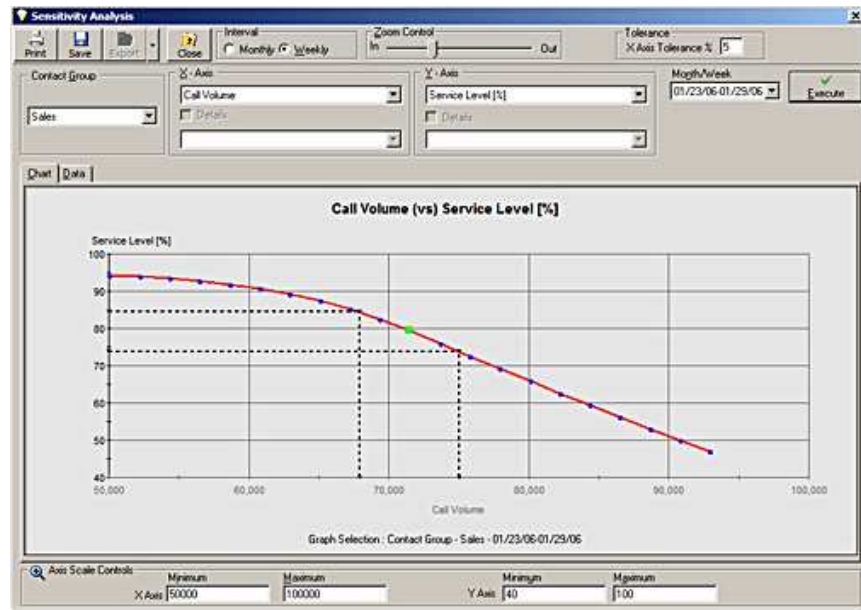 Sensitivity Analysis
Print Save Export Close
Interval
Monthly Weekly
Zoom Control
In Out
Tolerance
X Axis Tolerance % 5
Contact Group
Sales
X - Axis
Call Volume
Details
Y - Axis
Service Level [%]
Details
Month/Week
01/23/06-01/29/06
Execute
Chart Data
Call Volume (vs) Service Level [%]
Service Level [%]
100
90
80
70
60
50
40
50,000 60,000 70,000 80,000 90,000 100,000
Call Volume
Graph Selection : Contact Group - Sales - 01/23/06-01/29/06
Axis Scale Controls
Minimum Maximum Minimum Maximum
X Axis 50000 100000 Y Axis 40 100